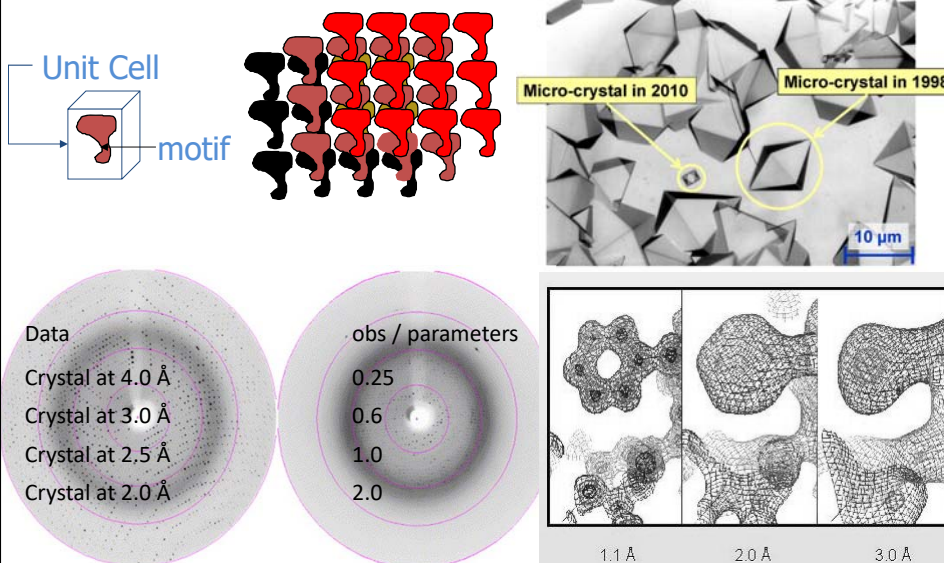 Unit Cell
motif
Micro-crystal in 2010
Micro-crystal in 1998
10 µm
Data obs / parameters
Crystal at 4.0 Å 0.25
Crystal at 3.0 Å 0.6
Crystal at 2.5 Å 1.0
Crystal at 2.0 Å 2.0
1.1 Å 2.0 Å 3.0 Å